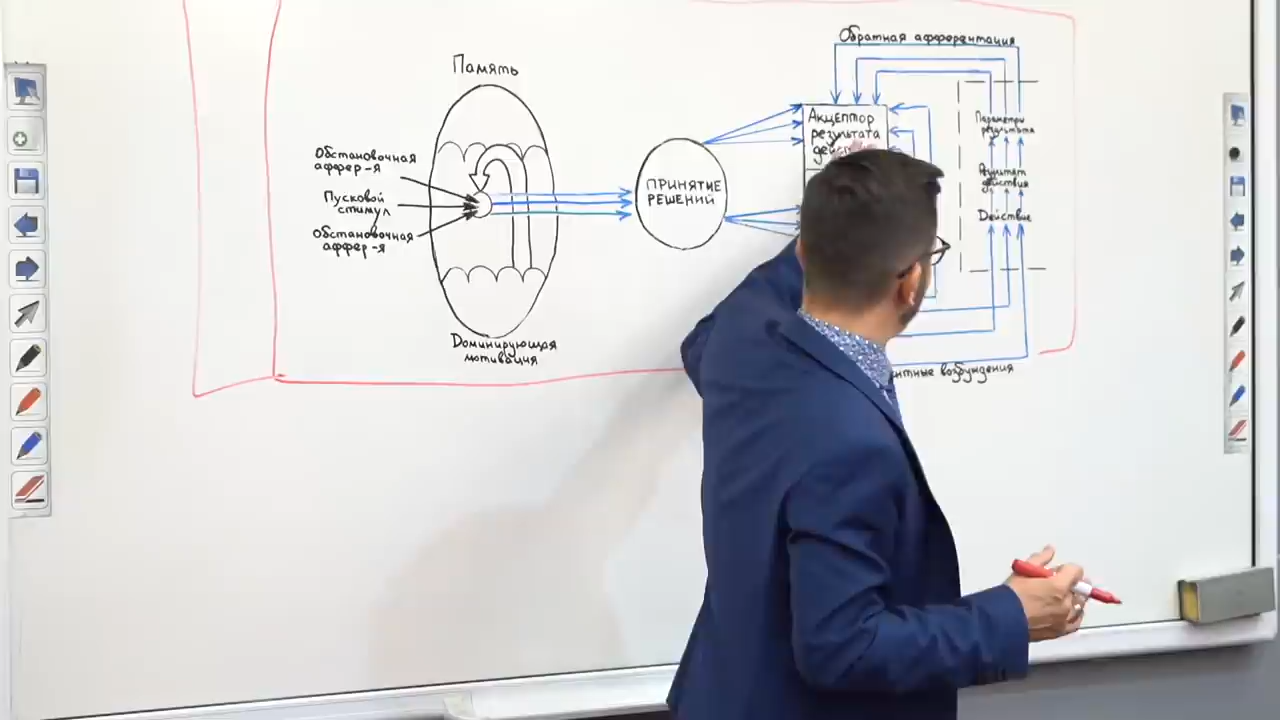 Память
Обстановочная
аффер-я
Пусковой
стимул
Обстановочная
аффер-я
Доминирующая
мотивация
ПРИНЯТИЕ
РЕШЕНИЙ
Обратная афферентация
Акцептор
результата
Параметры
результата
Результат
действия
Действие
возбуждения